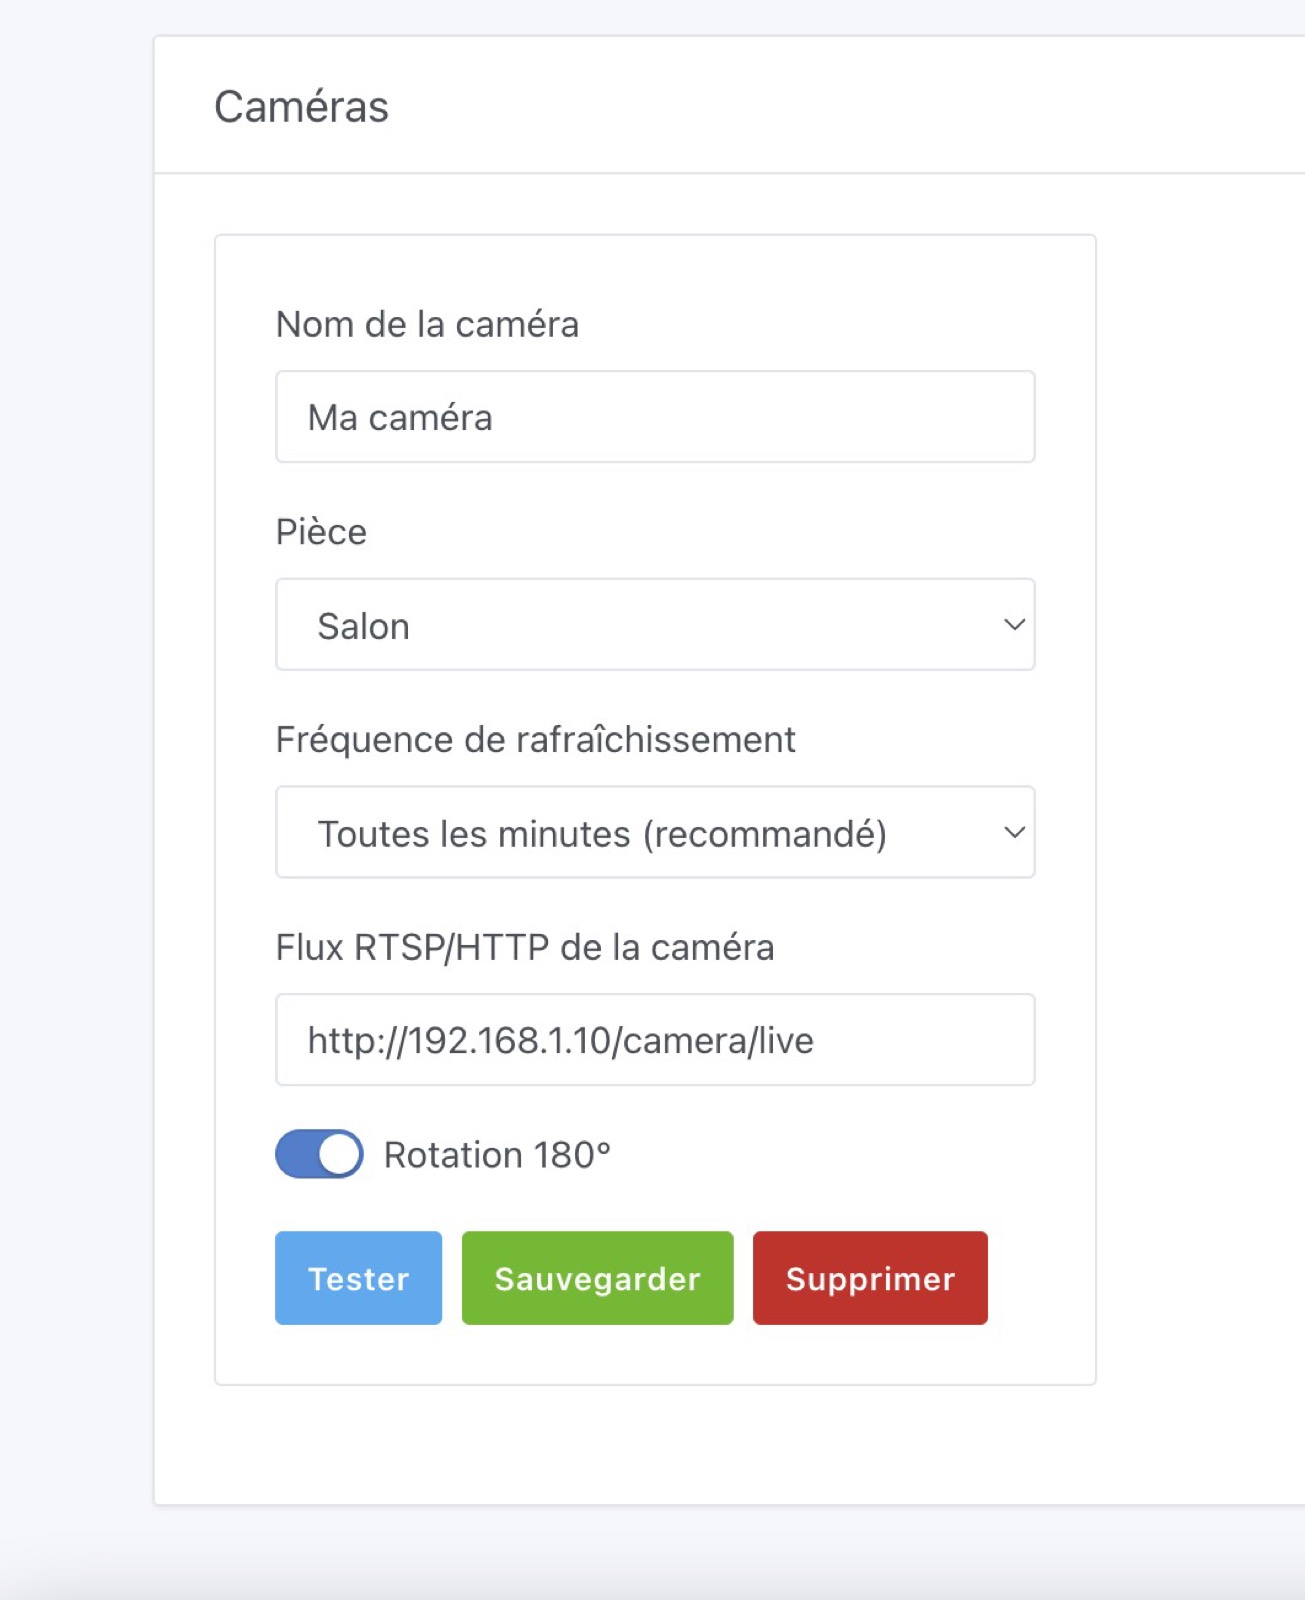 Caméras
Nom de la caméra
Ma caméra
Pièce
Salon
Fréquence de rafraîchissement
Toutes les minutes (recommandé)
Flux RTSP/HTTP de la caméra
http://192.168.1.10/camera/live
Rotation 180°
Tester
Sauvegarder
Supprimer